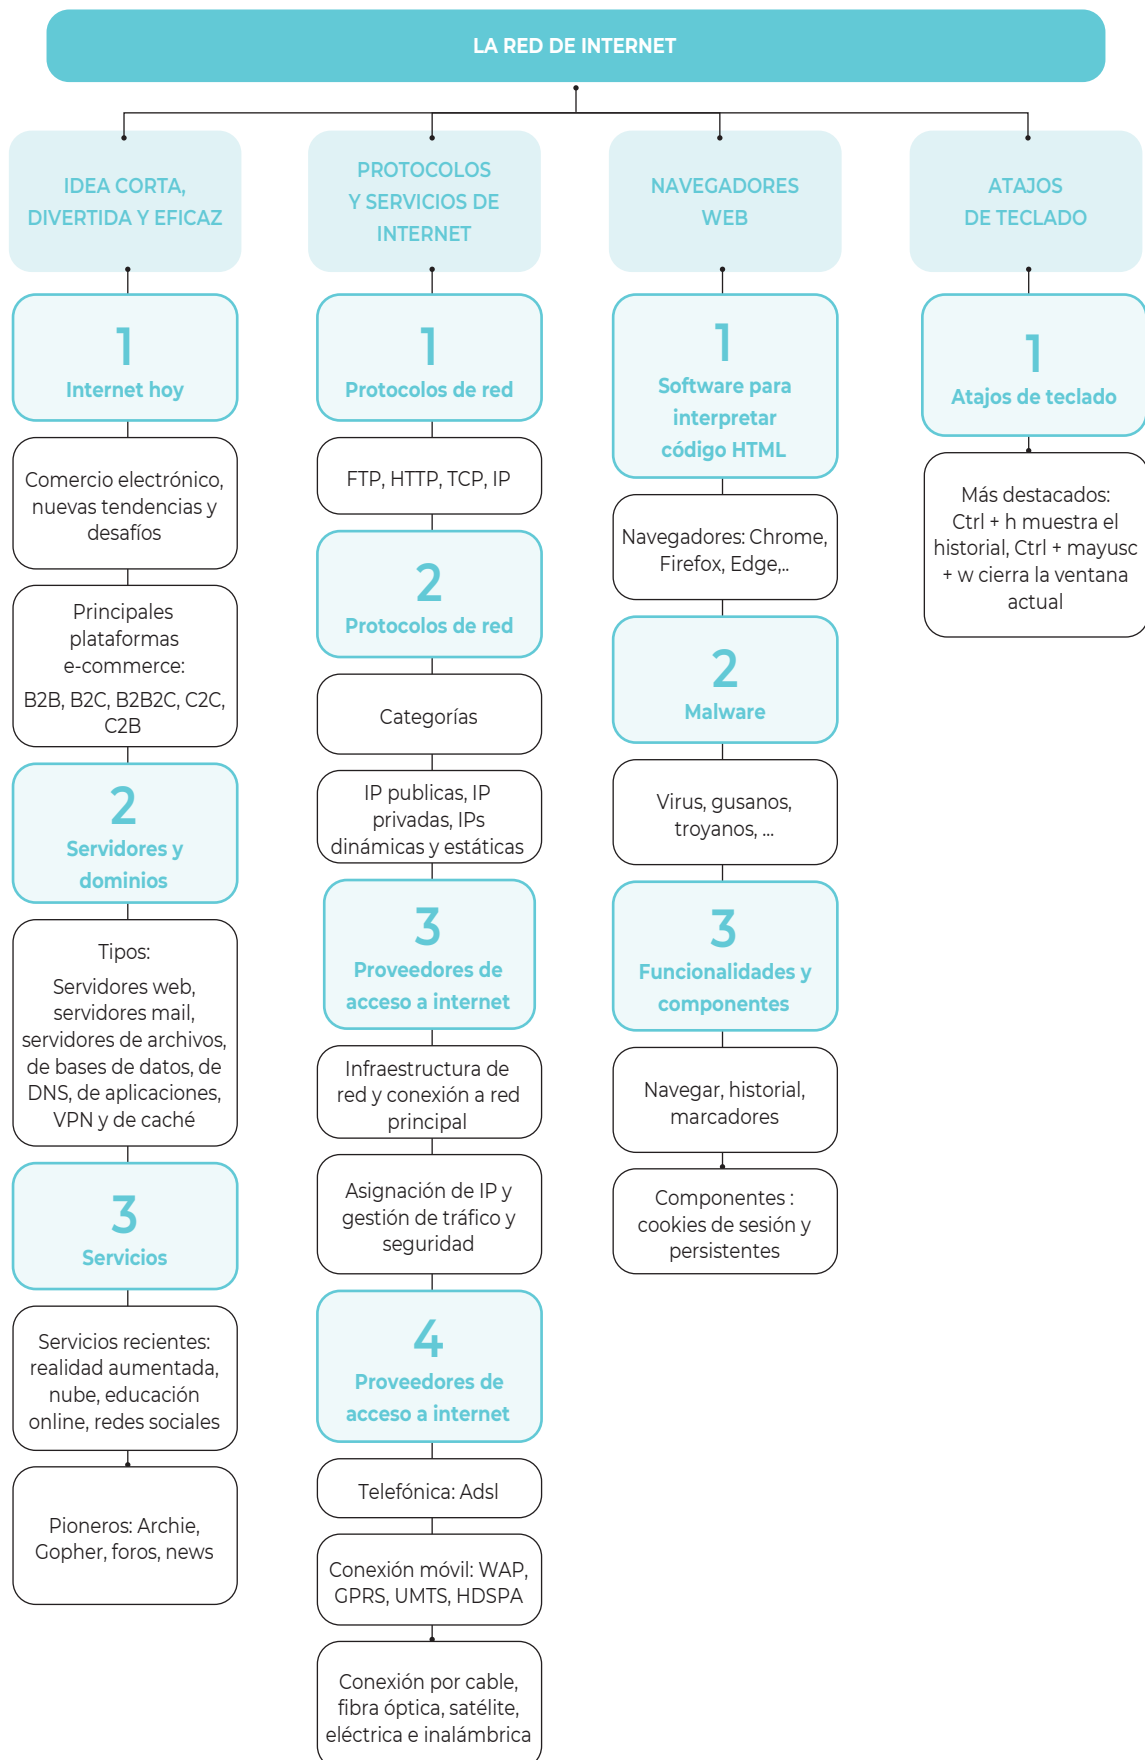 LA RED DE INTERNET
IDEA CORTA,
DIVERTIDA Y EFICAZ
1
Internet hoy
Comercio electrónico,
nuevas tendencias y
desafíos
Principales
plataformas
e-commerce:
B2B, B2C, B2B2C, C2C,
C2B
2
Servidores y
dominios
Tipos:
Servidores web,
servidores mail,
servidores de archivos,
de bases de datos, de
DNS, de aplicaciones,
VPN y de caché
3
Servicios
Servicios recientes:
realidad aumentada,
nube, educación
online, redes sociales
Pioneros: Archie,
Gopher, foros, news
PROTOCOLOS
Y SERVICIOS DE
INTERNET
1
Protocolos de red
FTP, HTTP, TCP, IP
2
Protocolos de red
Categorías
IP publicas, IP
privadas, IPs
dinámicas y estáticas
3
Proveedores de
acceso a internet
Infraestructura de
red y conexión a red
principal
Asignación de IP y
gestión de tráfico y
seguridad
4
Proveedores de
acceso a internet
Telefónica: Adsl
Conexión móvil: WAP,
GPRS, UMTS, HDSPA
Conexión por cable,
fibra óptica, satélite,
eléctrica e inalámbrica
NAVEGADORES
WEB
1
Software para
interpretar
código HTML
Navegadores: Chrome,
Firefox, Edge,..
2
Malware
Virus, gusanos,
troyanos, ...
3
Funcionalidades y
componentes
Navegar, historial,
marcadores
Componentes :
cookies de sesión y
persistentes
ATAJOS
DE TECLADO
1
Atajos de teclado
Más destacados:
Ctrl + h muestra el
historial, Ctrl + mayusc
+ w cierra la ventana
actual